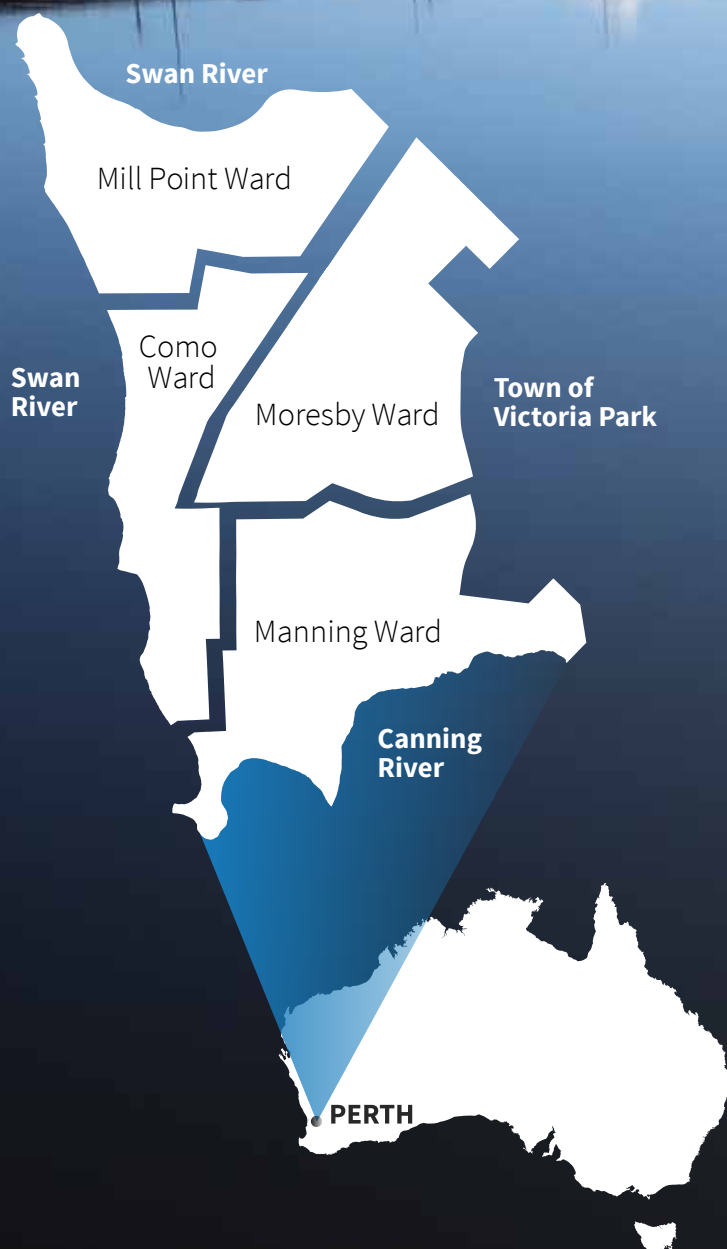 Swan River
Mill Point Ward
Como
Ward
Swan
River
Moresby Ward
Town of
Victoria Park
Manning Ward
Canning
River
PERTH